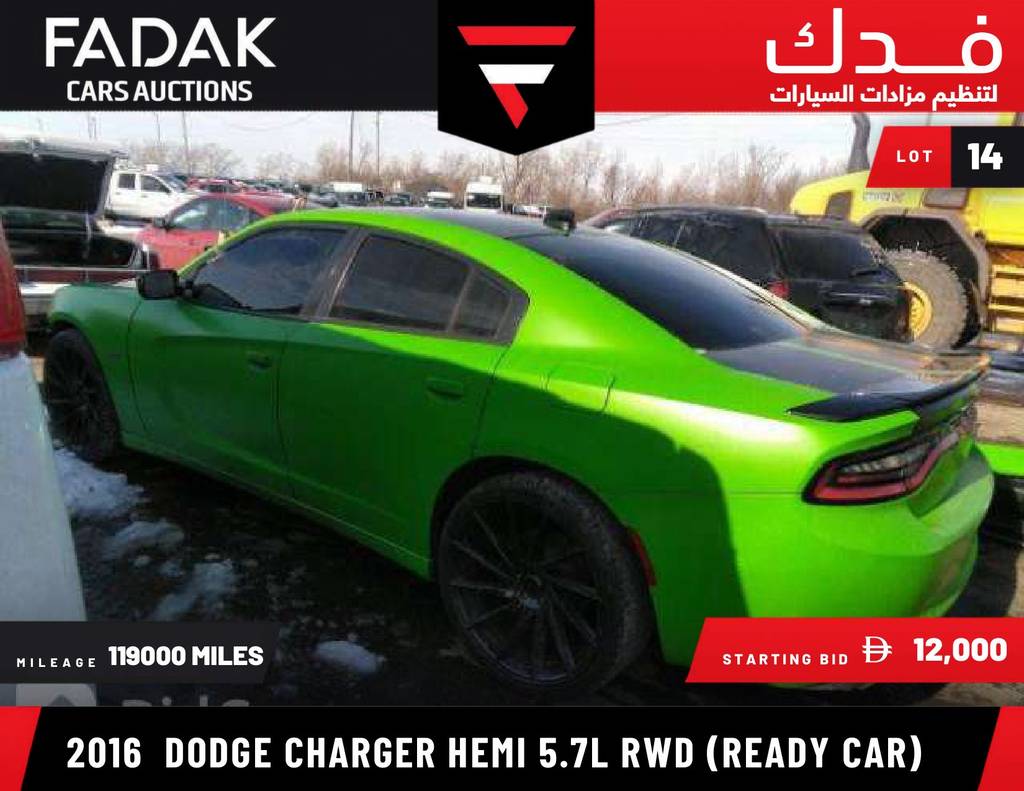 FADAK
CARS AUCTIONS
فدك
لتنظيم مزادات السيارات
LOT 14
MILEAGE 119000 MILES
STARTING BID 12,000
2016 DODGE CHARGER HEMI 5.7L RWD (READY CAR)